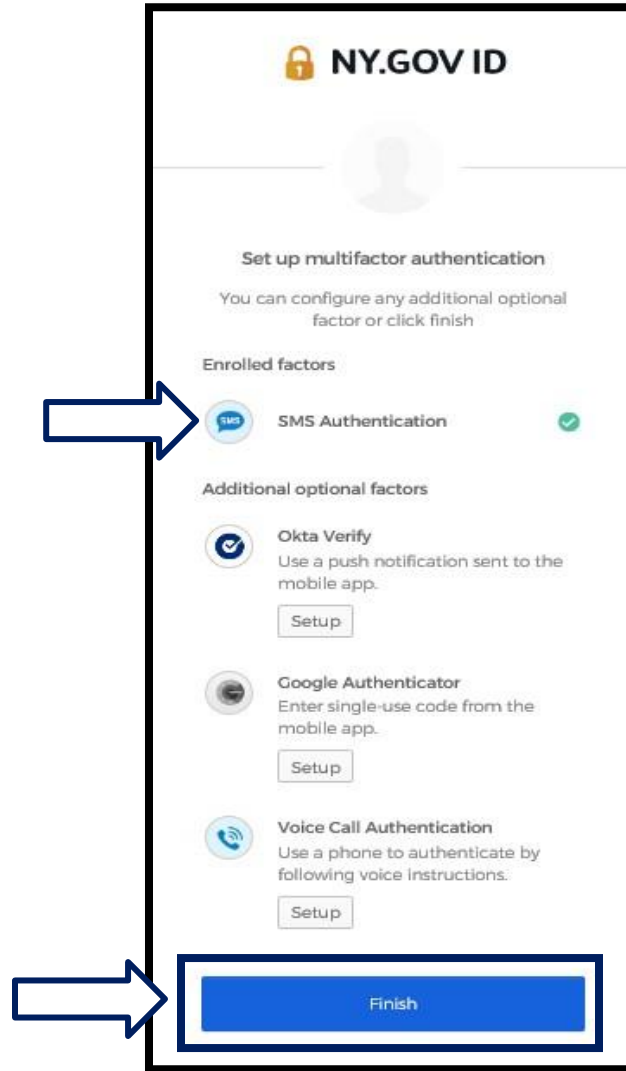 NY.GOV ID
Set up multifactor authentication
You can configure any additional optional
factor or click finish
Enrolled factors
SMS
SMS Authentication
Additional optional factors
Okta Verify
Use a push notification sent to the
mobile app.
Setup
Google Authenticator
Enter single-use code from the
mobile app.
Setup
Voice Call Authentication
Use a phone to authenticate by
following voice instructions.
Setup
Finish